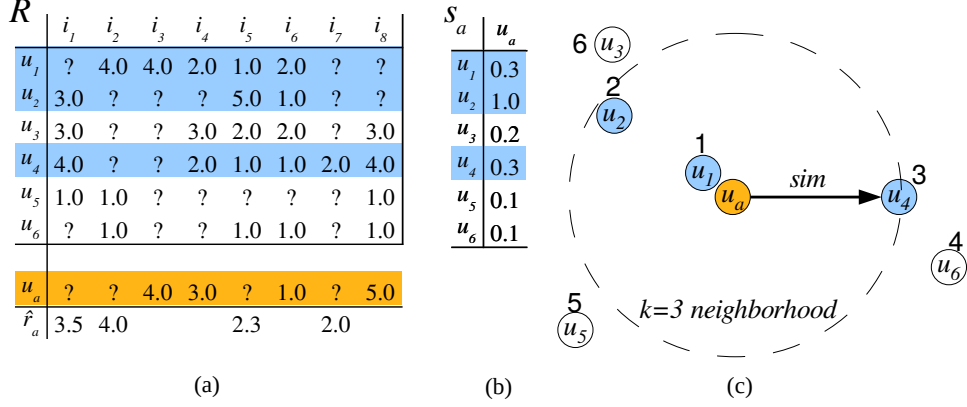 R i₁ i₂ i₃ i₄ i₅ i₆ i₇ i₈
u₁ ? 4.0 4.0 2.0 1.0 2.0 ? ?
u₂ 3.0 ? ? ? 5.0 1.0 ? ?
u₃ 3.0 ? ? 3.0 2.0 2.0 ? 3.0
u₄ 4.0 ? ? 2.0 1.0 1.0 2.0 4.0
u₅ 1.0 1.0 ? ? ? ? ? 1.0
u₆ ? 1.0 ? ? 1.0 1.0 ? 1.0
uₐ ? ? 4.0 3.0 ? 1.0 ? 5.0
r̂ₐ 3.5 4.0 2.3 2.0
(a)
sₐ uₐ
u₁ 0.3
u₂ 1.0
u₃ 0.2
u₄ 0.3
u₅ 0.1
u₆ 0.1
(b)
6 u₃
2
u₂
1
u₁
uₐ
sim
3
u₄
4
u₆
5
u₅
k=3 neighborhood
(c)